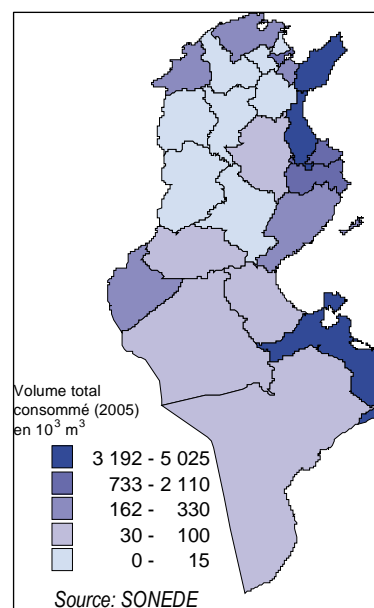 Volume total
consommé (2005)
en 10³ m³
3 192 - 5 025
733 - 2 110
162 - 330
30 - 100
0 - 15
Source: SONEDE